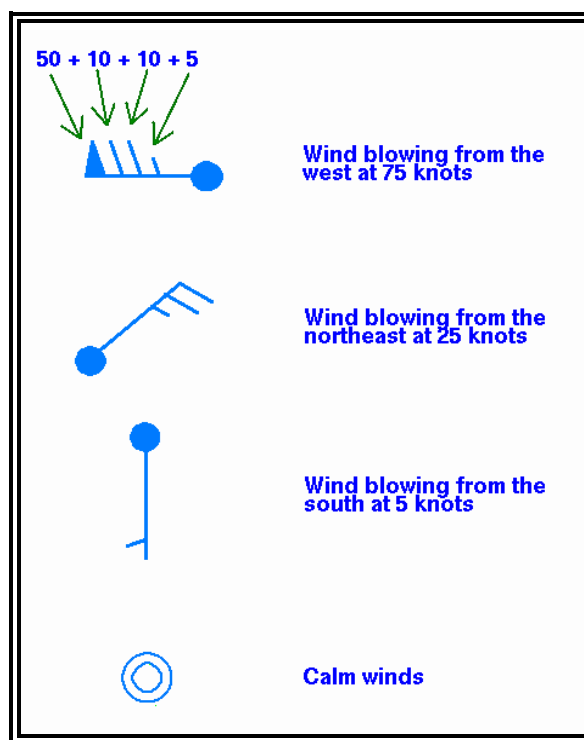 50 + 10 + 10 + 5
Wind blowing from the
west at 75 knots
Wind blowing from the
northeast at 25 knots
Wind blowing from the
south at 5 knots
Calm winds